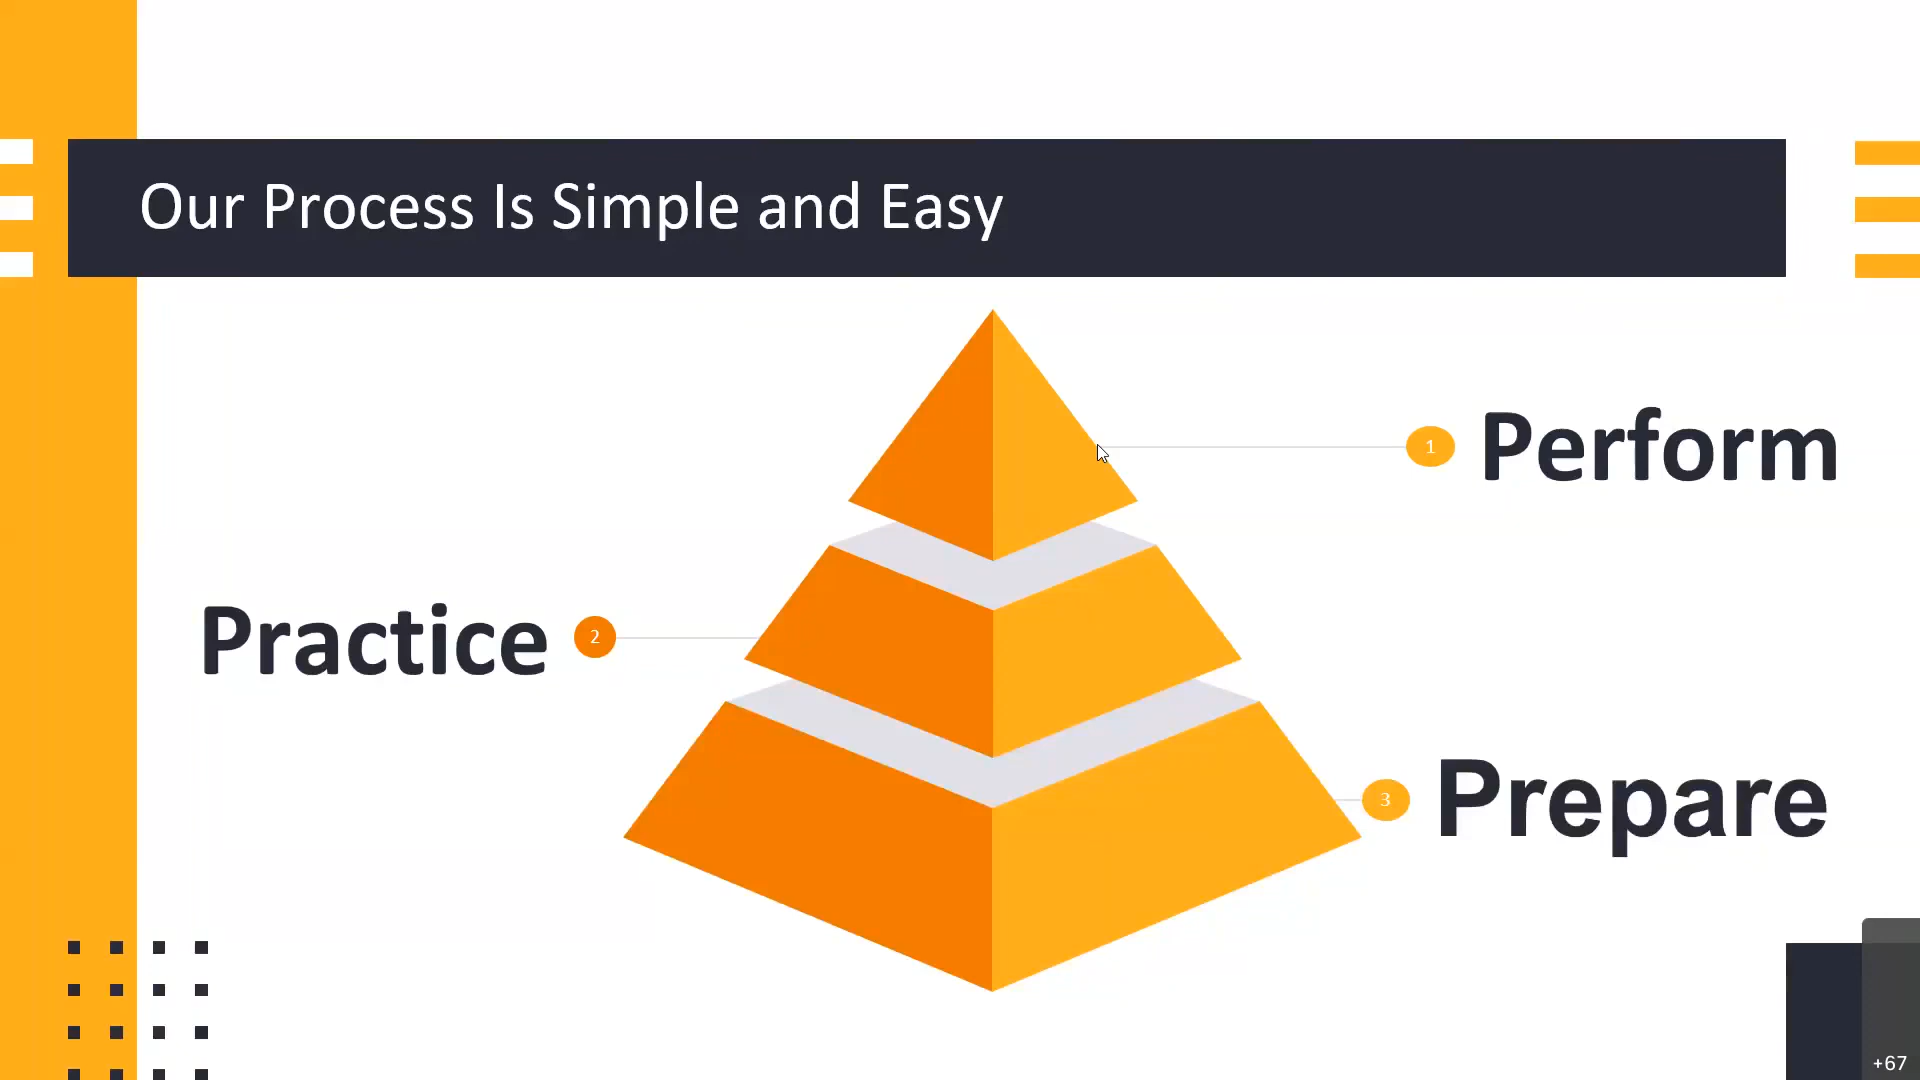 Our Process Is Simple and Easy
1 Perform
Practice 2
3 Prepare
+67